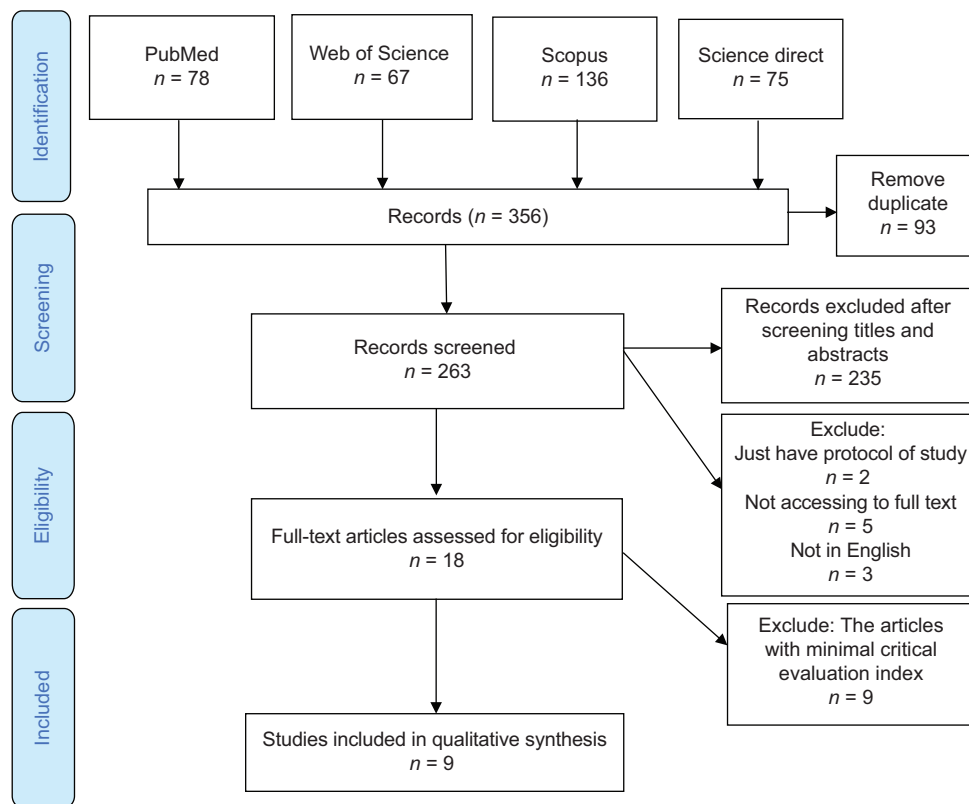 Identification
PubMed
n = 78
Web of Science
n = 67
Scopus
n = 136
Science direct
n = 75
Records (n = 356)
Remove
duplicate
n = 93
Screening
Records screened
n = 263
Records excluded after
screening titles and
abstracts
n = 235
Exclude:
Just have protocol of study
n = 2
Not accessing to full text
n = 5
Not in English
n = 3
Eligibility
Full-text articles assessed for eligibility
n = 18
Exclude: The articles
with minimal critical
evaluation index
n = 9
Included
Studies included in qualitative synthesis
n = 9